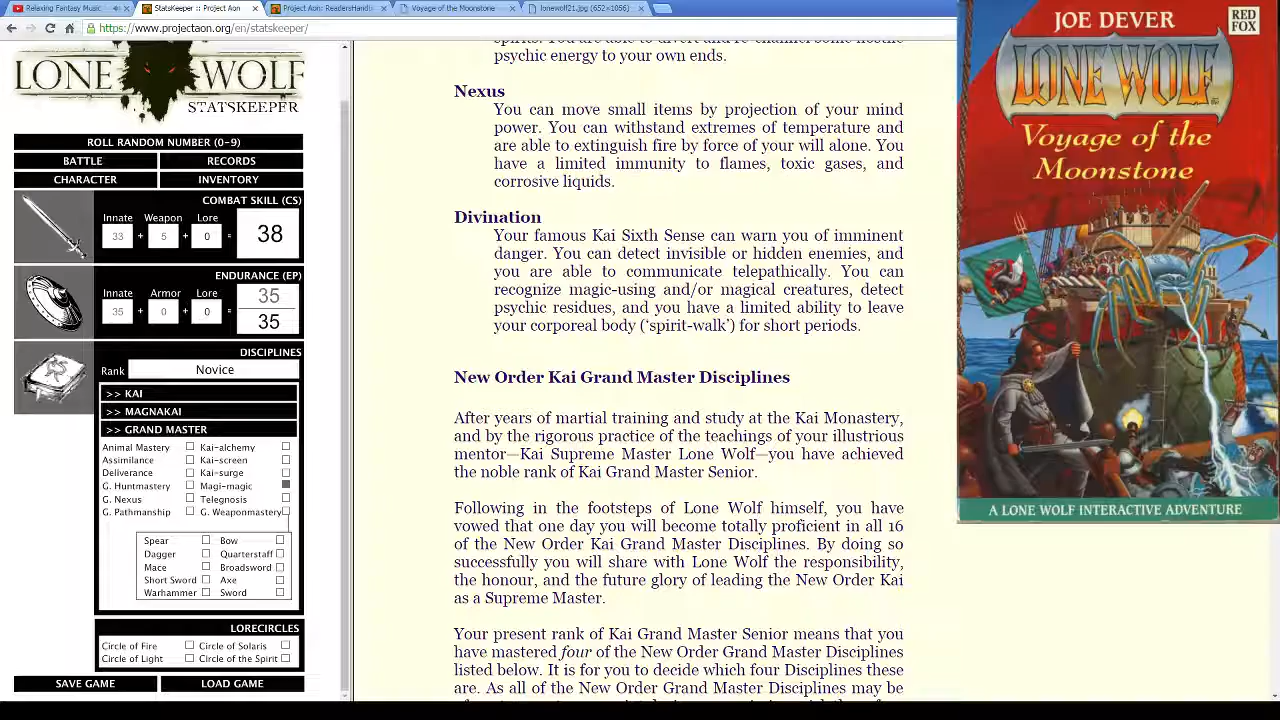 Relaxing Fantasy Music
StatsKeeper :: Project Aon
Project Aon: ReadersHandl
Voyage of the Moonstone
lonewolf21.jpg (652×1056)
https://www.projectaon.org/en/statskeeper/
LONE WOLF
STATSKEEPER
ROLL RANDOM NUMBER (0-9)
BATTLE RECORDS
CHARACTER INVENTORY
COMBAT SKILL (CS)
Innate Weapon Lore
33 + 5 + 0 = 38
ENDURANCE (EP)
Innate Armor Lore
35
35 + 0 + 0 =
35
DISCIPLINES
Rank Novice
>> KAI
>> MAGNAKAI
>> GRAND MASTER
Animal Mastery Kai-alchemy
Assimilance Kai-screen
Deliverance Kai-surge
G. Huntmastery Magi-magic
G. Nexus Telegnosis
G. Pathmanship G. Weaponmastery
Spear Bow
Dagger Quarterstaff
Mace Broadsword
Short Sword Axe
Warhammer Sword
LORECIRCLES
Circle of Fire Circle of Solaris
Circle of Light Circle of the Spirit
SAVE GAME LOAD GAME
psychic energy to your own ends.
Nexus
You can move small items by projection of your mind
power. You can withstand extremes of temperature and
are able to extinguish fire by force of your will alone. You
have a limited immunity to flames, toxic gases, and
corrosive liquids.
Divination
Your famous Kai Sixth Sense can warn you of imminent
danger. You can detect invisible or hidden enemies, and
you are able to communicate telepathically. You can
recognize magic-using and/or magical creatures, detect
psychic residues, and you have a limited ability to leave
your corporeal body (‘spirit-walk’) for short periods.
New Order Kai Grand Master Disciplines
After years of martial training and study at the Kai Monastery,
and by the rigorous practice of the teachings of your illustrious
mentor—Kai Supreme Master Lone Wolf—you have achieved
the noble rank of Kai Grand Master Senior.
Following in the footsteps of Lone Wolf himself, you have
vowed that one day you will become totally proficient in all 16
of the New Order Kai Grand Master Disciplines. By doing so
successfully you will share with Lone Wolf the responsibility,
the honour, and the future glory of leading the New Order Kai
as a Supreme Master.
Your present rank of Kai Grand Master Senior means that you
have mastered four of the New Order Grand Master Disciplines
listed below. It is for you to decide which four Disciplines these
are. As all of the New Order Grand Master Disciplines may be
JOE DEVER
RED
FOX
LONE WOLF
Voyage of the
Moonstone
A LONE WOLF INTERACTIVE ADVENTURE